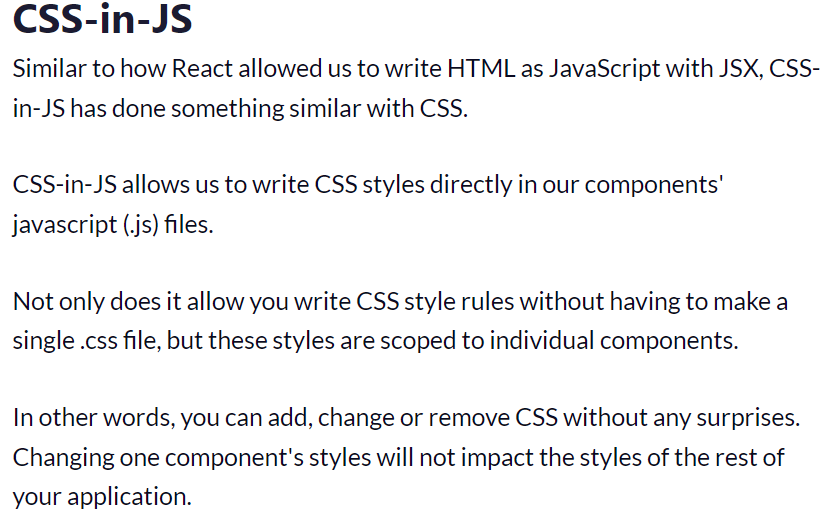 CSS-in-JS
Similar to how React allowed us to write HTML as JavaScript with JSX, CSS-
in-JS has done something similar with CSS.
CSS-in-JS allows us to write CSS styles directly in our components'
javascript (.js) files.
Not only does it allow you write CSS style rules without having to make a
single .css file, but these styles are scoped to individual components.
In other words, you can add, change or remove CSS without any surprises.
Changing one component's styles will not impact the styles of the rest of
your application.